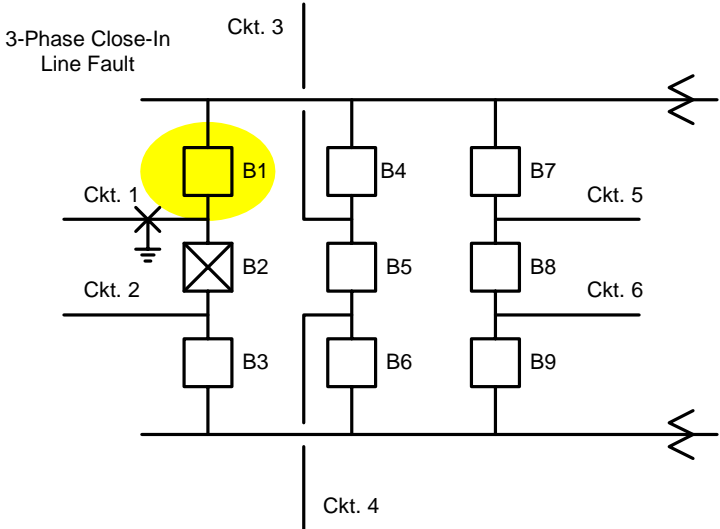 3-Phase Close-In
Line Fault
Ckt. 3
B1
B4
B7
Ckt. 1
Ckt. 5
B2
B5
B8
Ckt. 2
Ckt. 6
B3
B6
B9
Ckt. 4